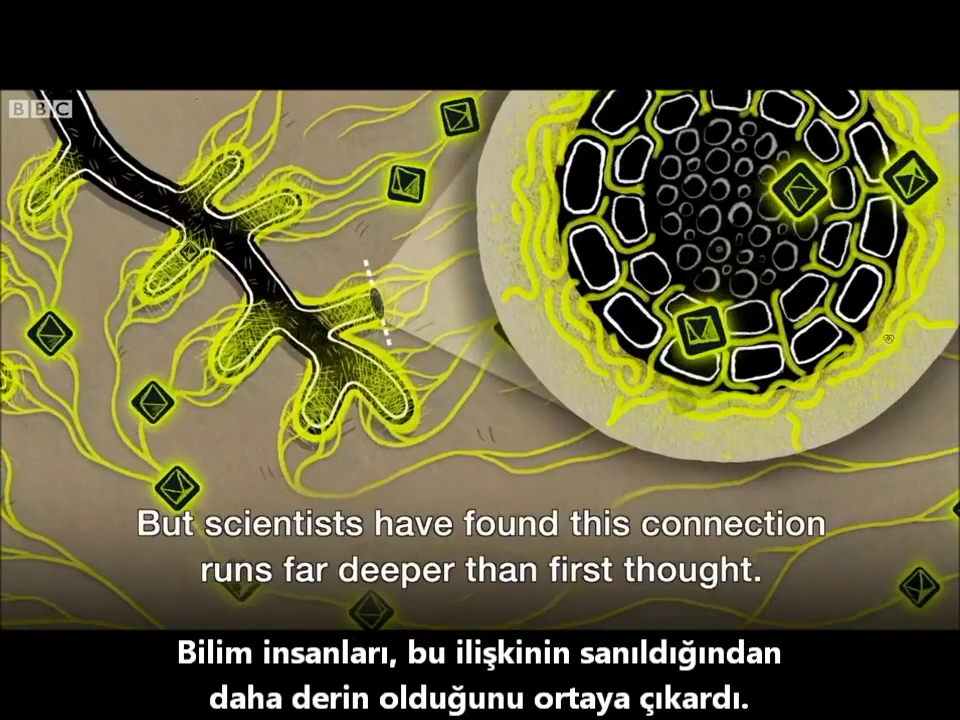 BBC
But scientists have found this connection
runs far deeper than first thought.
Bilim insanları, bu ilişkinin sanıldığından
daha derin olduğunu ortaya çıkardı.